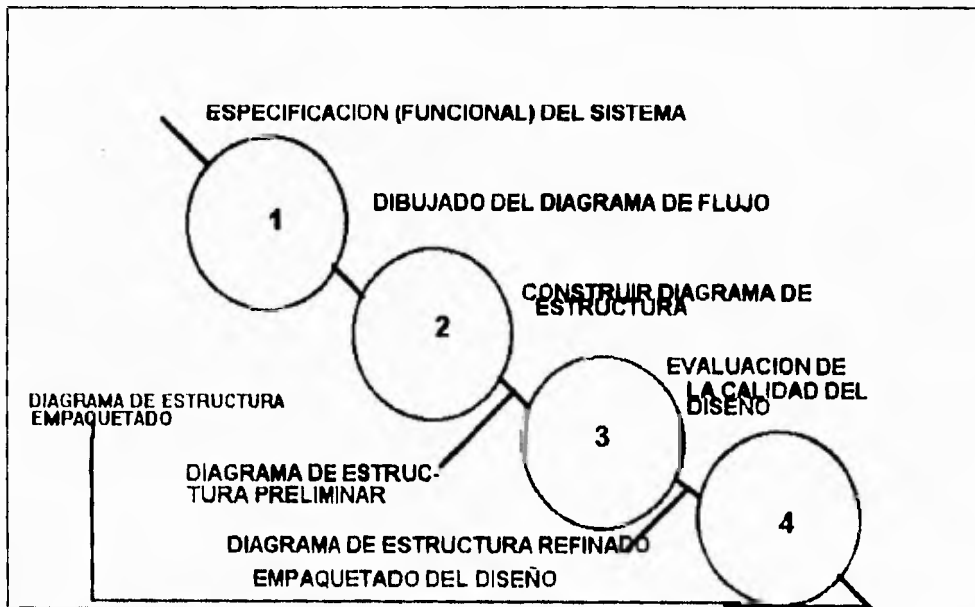 ESPECIFICACION (FUNCIONAL) DEL SISTEMA
1
DIBUJADO DEL DIAGRAMA DE FLUJO
2
CONSTRUIR DIAGRAMA DE
ESTRUCTURA
EVALUACION DE
LA CALIDAD DEL
DISEÑO
DIAGRAMA DE ESTRUCTURA
EMPAQUETADO
3
DIAGRAMA DE ESTRUC-
TURA PRELIMINAR
4
DIAGRAMA DE ESTRUCTURA REFINADO
EMPAQUETADO DEL DISEÑO